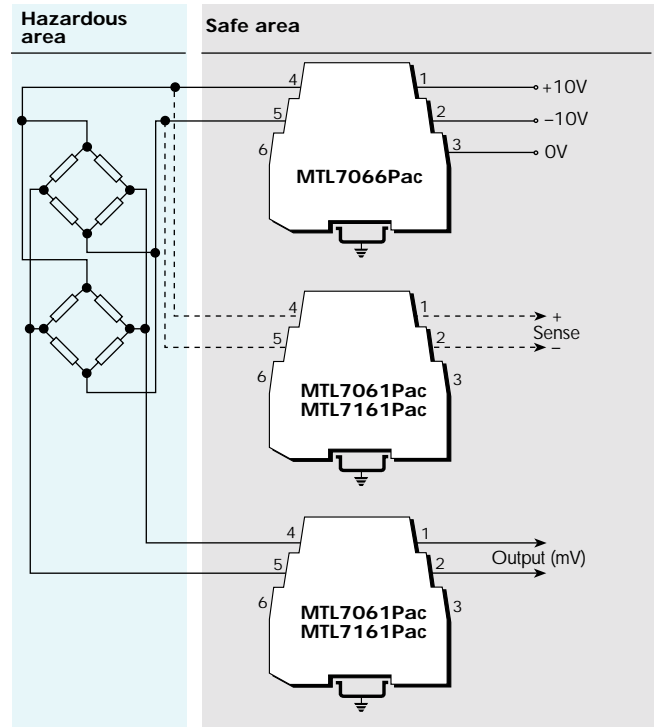 Hazardous
area
Safe area
4
1
+10V
5
2
–10V
6
3
0V
MTL7066Pac
4
1
+
Sense
5
2
–
6
3
MTL7061Pac
MTL7161Pac
4
1
Output (mV)
5
2
6
3
MTL7061Pac
MTL7161Pac